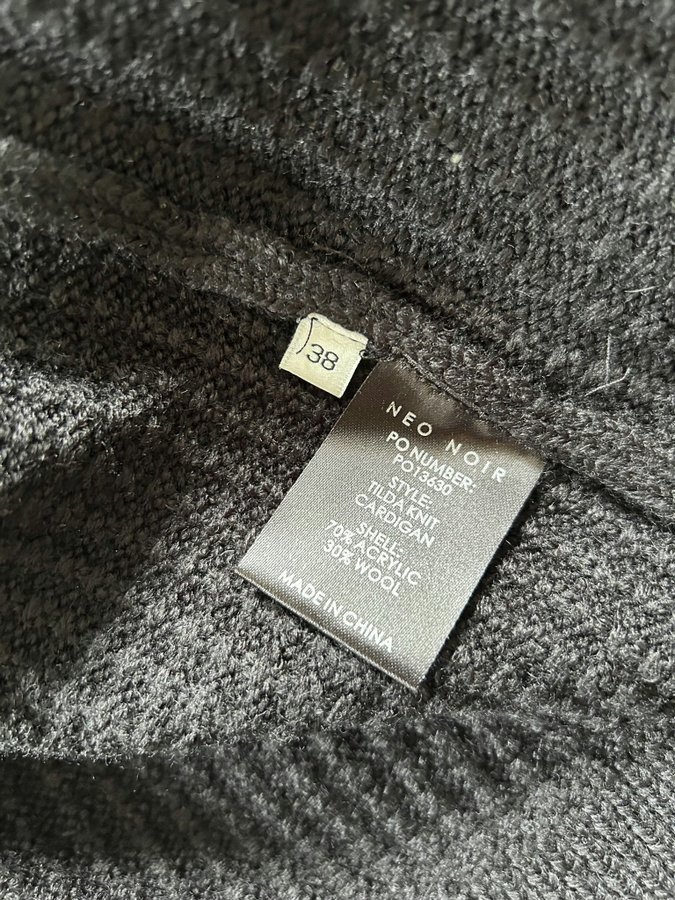 38
NEO NOIR
PO NUMBER:
PO13630
STYLE:
TILDA KNIT
CARDIGAN
SHELL:
70% ACRYLIC
30% WOOL
MADE IN CHINA